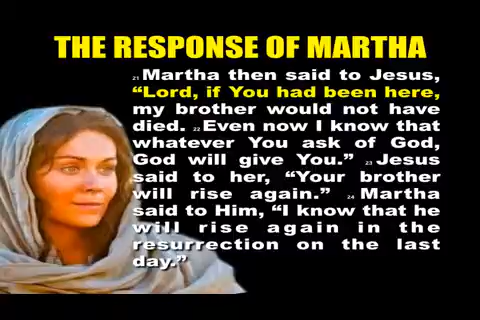 THE RESPONSE OF MARTHA
21 Martha then said to Jesus,
“Lord, if You had been here,
my brother would not have
died. 22 Even now I know that
whatever You ask of God,
God will give You.” 23 Jesus
said to her, “Your brother
will rise again.” 24 Martha
said to Him, “I know that he
will rise again in the
resurrection on the last
day.”